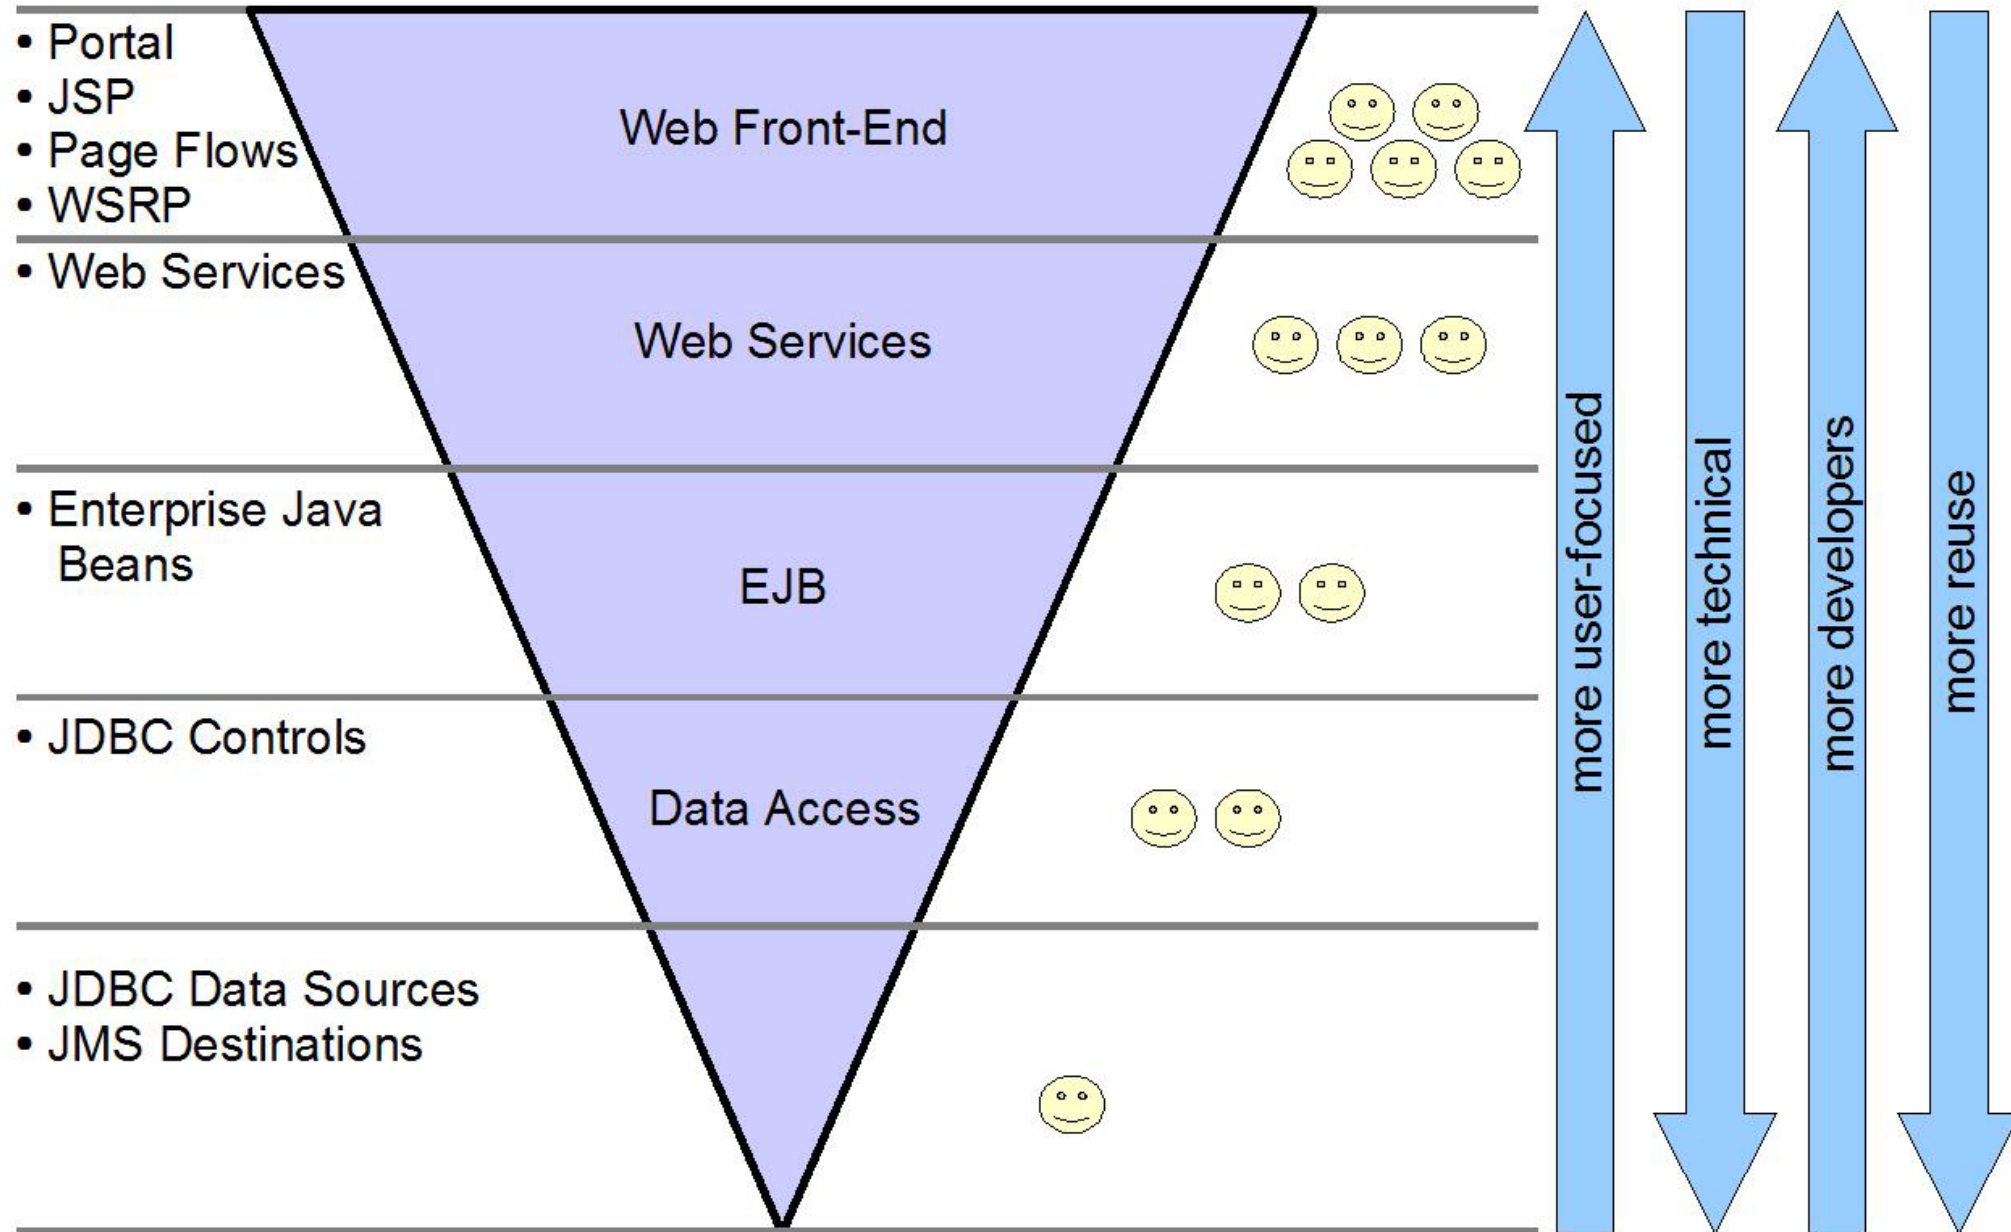 • Portal
• JSP
• Page Flows
• WSRP
Web Front-End
• Web Services
Web Services
• Enterprise Java
Beans
EJB
• JDBC Controls
Data Access
• JDBC Data Sources
• JMS Destinations
more user-focused
more technical
more developers
more reuse